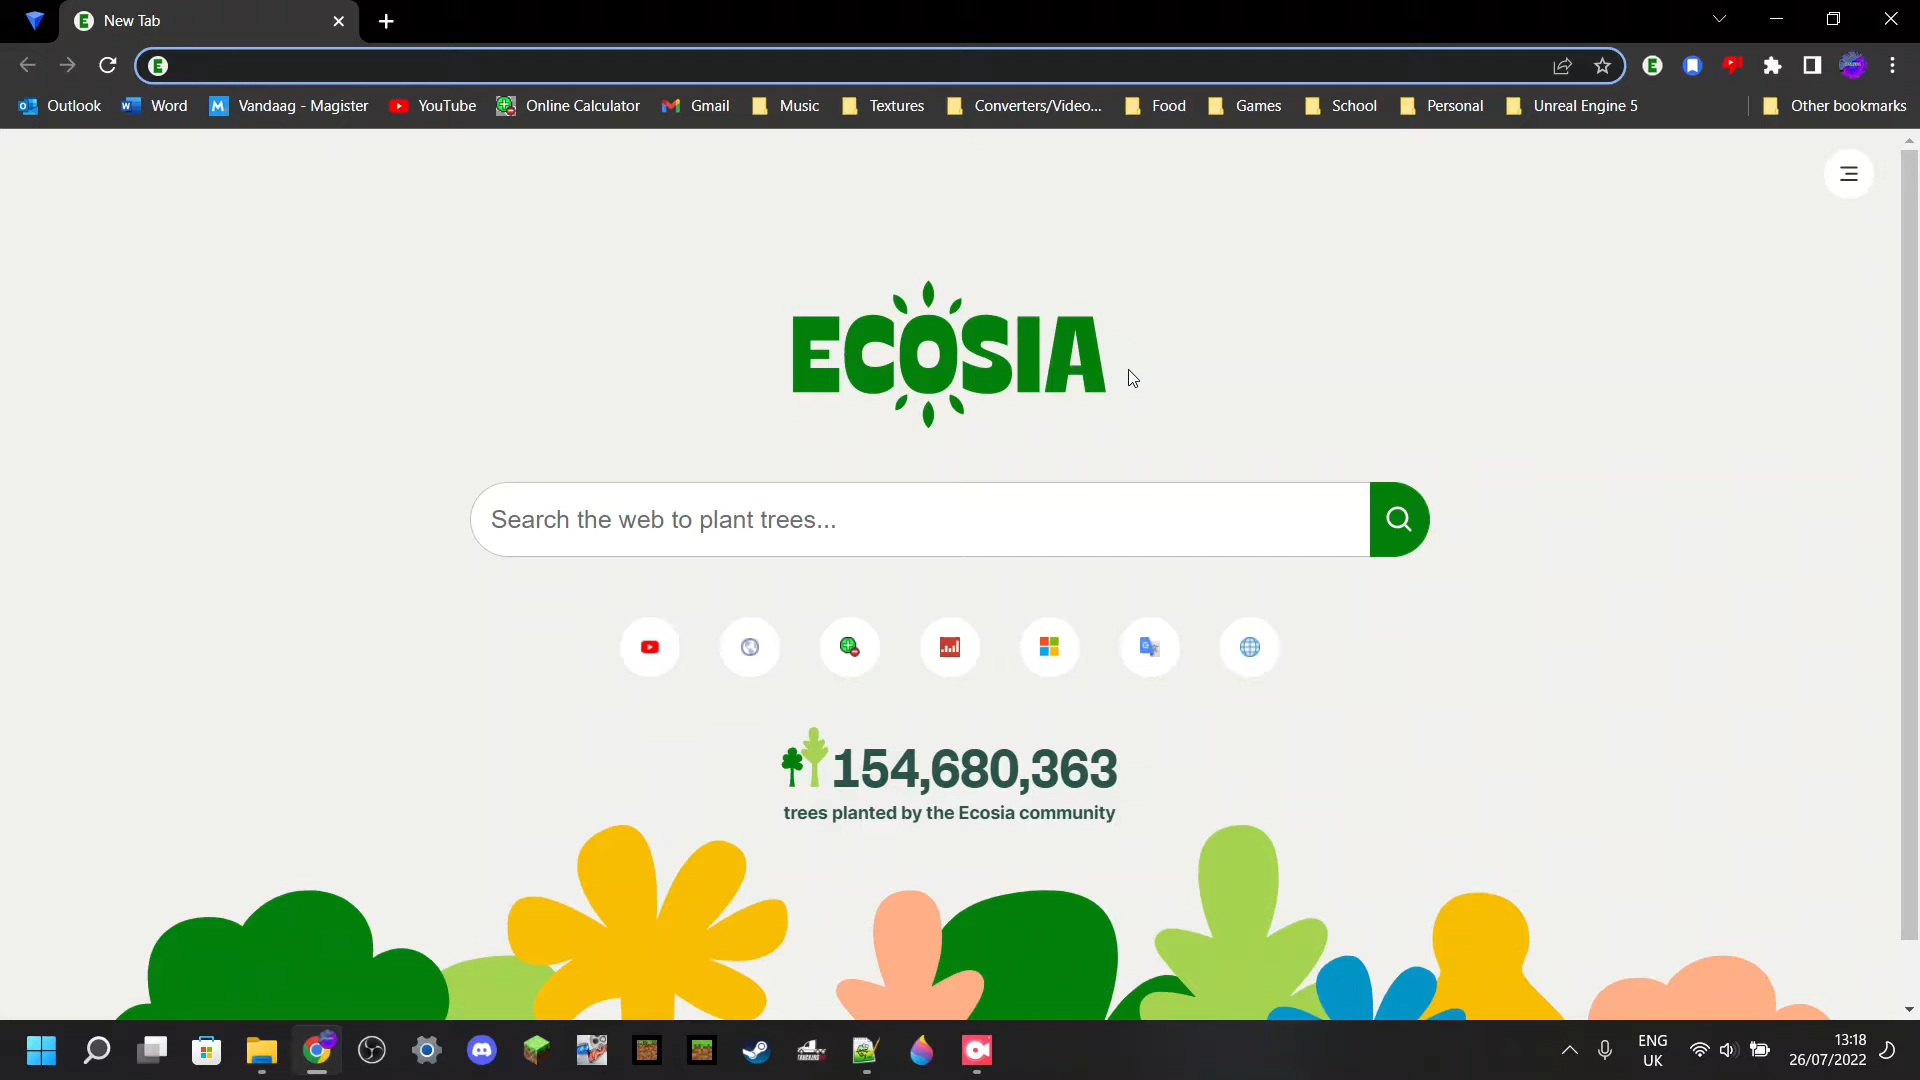 New Tab
Outlook Word Vandaag - Magister YouTube Online Calculator Gmail Music Textures Converters/Video... Food Games School Personal Unreal Engine 5 Other bookmarks
ECOSIA
Search the web to plant trees...
154,680,363
trees planted by the Ecosia community
ENG
UK
13:18
26/07/2022